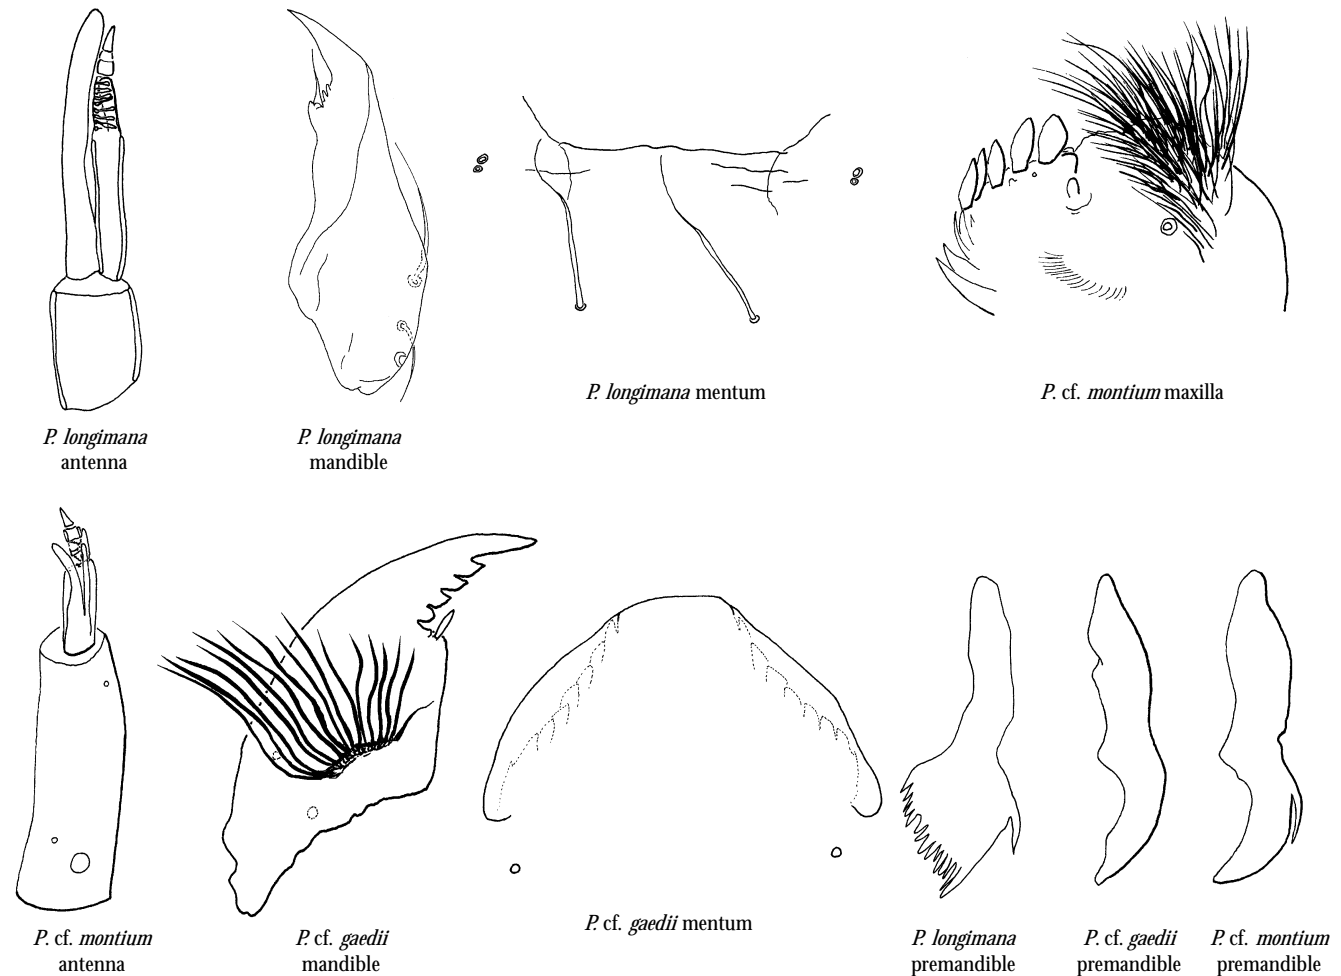 P. longimana mentum
P. cf. montium maxilla
P. longimana
antenna
P. longimana
mandible
P. cf. montium
antenna
P. cf. gaedii
mandible
P. cf. gaedii mentum
P. longimana
premandible
P. cf. gaedii
premandible
P. cf. montium
premandible